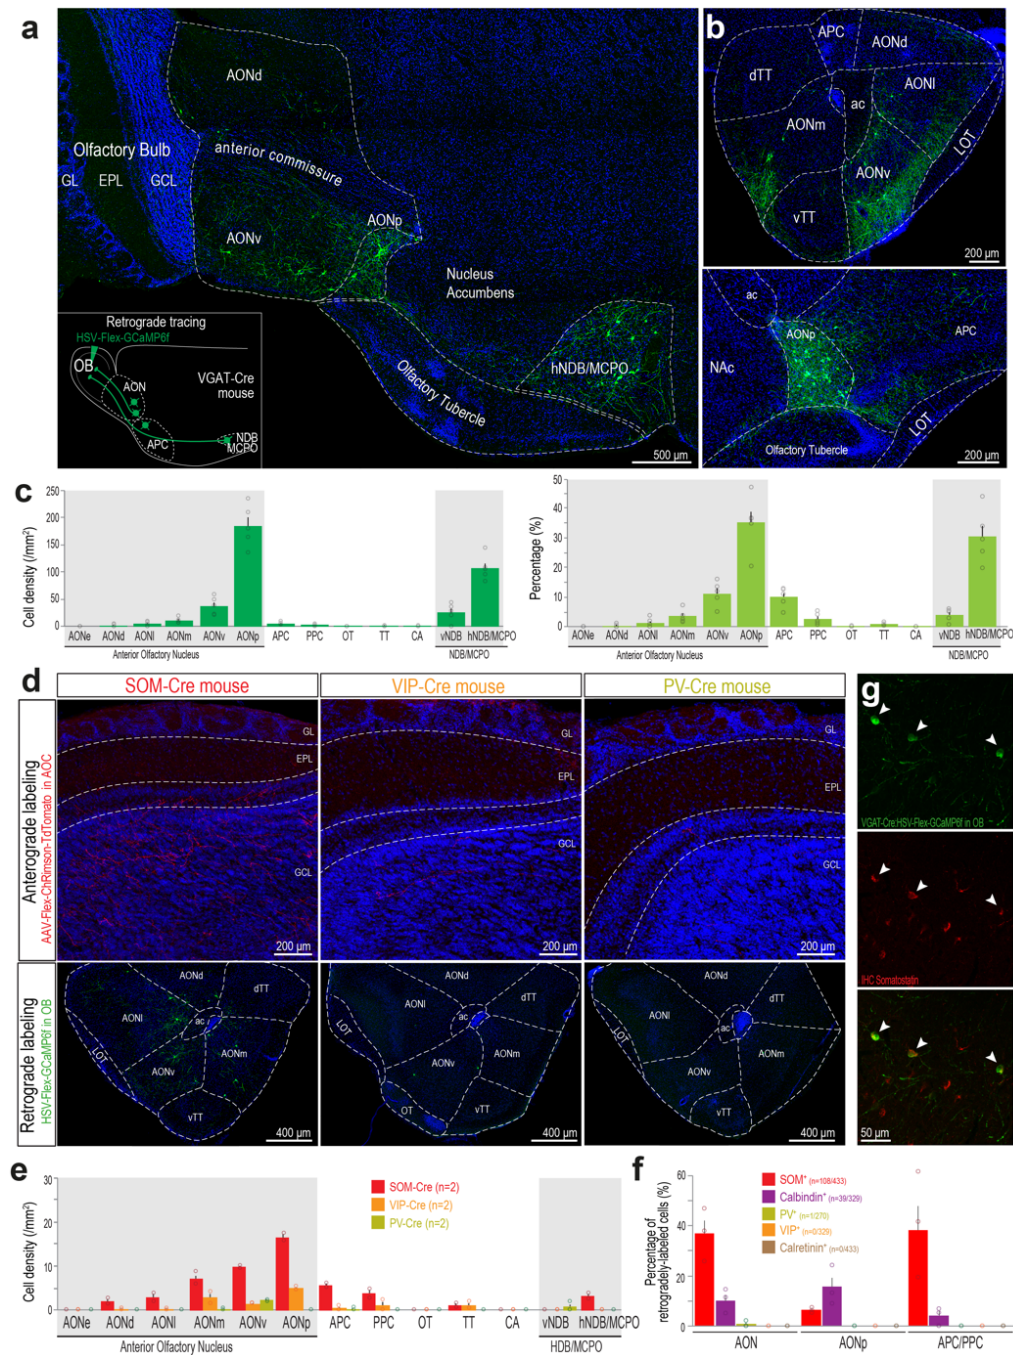 a
AONd
Olfactory Bulb
GL EPL GCL
anterior commissure
AONv
AONp
Nucleus
Accumbens
hNDB/MCPO
Olfactory Tubercle
500 µm
Retrograde tracing
HSV-Flex-GCaMP6f
OB
AON
VGAT-Cre
mouse
APC
NDB
MCPO
b
APC
AONd
dTT
AONl
ac
AONm
LOT
AONv
vTT
200 µm
ac
AONp
APC
NAc
LOT
Olfactory Tubercle
200 µm
c
Cell density (/mm²)
250
200
150
100
50
0
AONe AONd AONl AONm AONv AONp APC PPC OT TT CA vNDB hNDB/MCPO
Anterior Olfactory Nucleus NDB/MCPO
Percentage (%)
50
40
30
20
10
0
AONe AONd AONl AONm AONv AONp APC PPC OT TT CA vNDB hNDB/MCPO
Anterior Olfactory Nucleus NDB/MCPO
d
SOM-Cre mouse VIP-Cre mouse PV-Cre mouse
Anterograde labeling
AAV-Flex-ChRimson-TdTomato in AOC
GL
EPL
GCL
200 µm
GL
EPL
GCL
200 µm
GL
EPL
GCL
200 µm
Retrograde labeling
HSV-Flex-GCaMP6f in OB
AONd
dTT
AONl
ac
AONm
LOT
AONv
vTT
400 µm
AONd
dTT
AONl
ac
LOT
AONm
AONv
OT
vTT
400 µm
AONd
dTT
AONl
ac
LOT
AONm
AONv
vTT
400 µm
g
VGAT-Cre:HSV-Flex-GCaMP6f in OB
IHC Somatostatin
50 µm
e
Cell density (/mm²)
30
20
10
0
SOM-Cre (n=2)
VIP-Cre (n=2)
PV-Cre (n=2)
AONe AONd AONl AONm AONv AONp APC PPC OT TT CA vNDB hNDB/MCPO
Anterior Olfactory Nucleus HDB/MCPO
f
Percentage of
retrogradely-labeled cells (%)
60
40
20
0
SOM⁺ (n=108/433)
Calbindin⁺ (n=39/329)
PV⁺ (n=1/270)
VIP⁺ (n=0/329)
Calretinin⁺ (n=0/433)
AON AONp APC/PPC